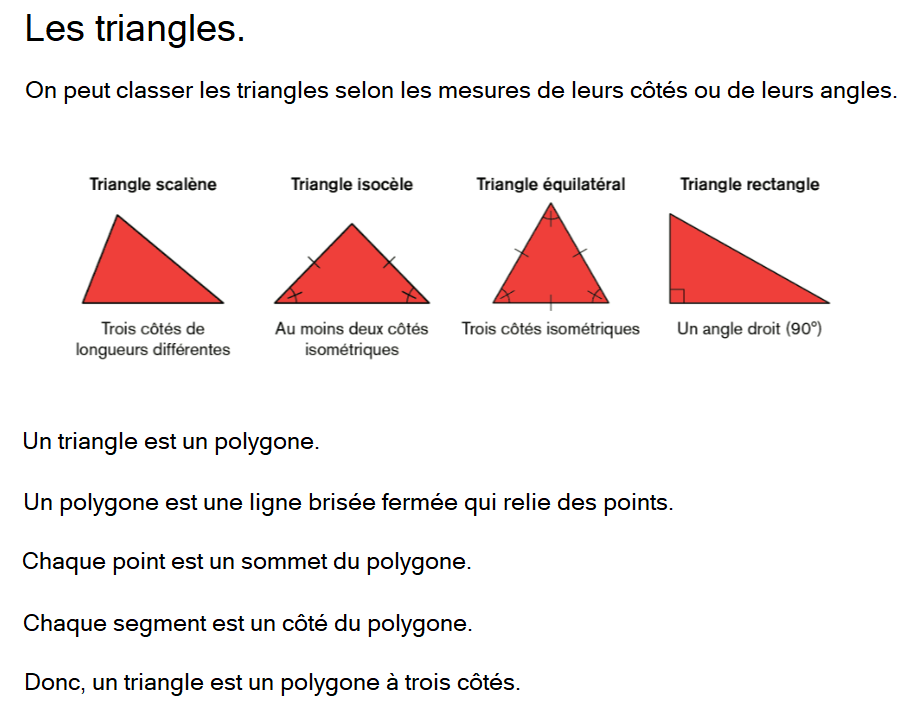 Les triangles.
On peut classer les triangles selon les mesures de leurs côtés ou de leurs angles.
Triangle scalène
Triangle isocèle
Triangle équilatéral
Triangle rectangle
Trois côtés de
longueurs différentes
Au moins deux côtés
isométriques
Trois côtés isométriques
Un angle droit (90°)
Un triangle est un polygone.
Un polygone est une ligne brisée fermée qui relie des points.
Chaque point est un sommet du polygone.
Chaque segment est un côté du polygone.
Donc, un triangle est un polygone à trois côtés.